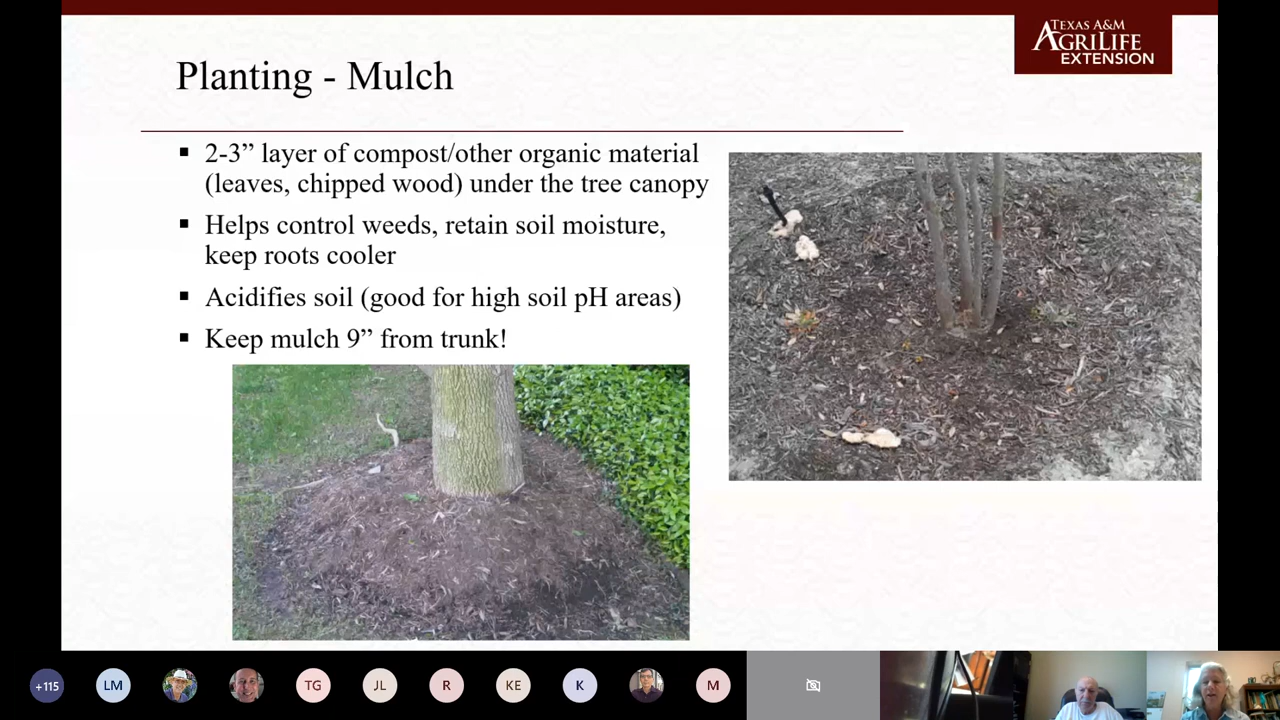 TEXAS A&M
AGRILIFE
EXTENSION
Planting - Mulch
▪ 2-3” layer of compost/other organic material
(leaves, chipped wood) under the tree canopy
▪ Helps control weeds, retain soil moisture,
keep roots cooler
▪ Acidifies soil (good for high soil pH areas)
▪ Keep mulch 9” from trunk!
+115
LM
TG
JL
R
KE
K
M